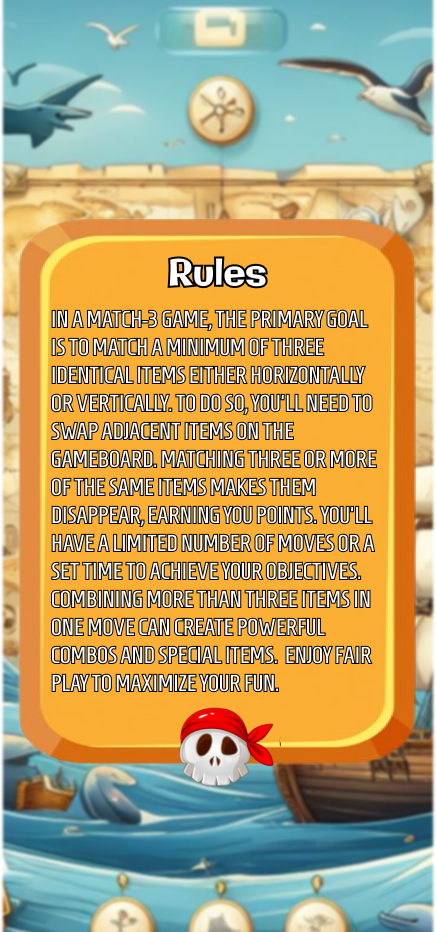 Rules
IN A MATCH-3 GAME, THE PRIMARY GOAL
IS TO MATCH A MINIMUM OF THREE
IDENTICAL ITEMS EITHER HORIZONTALLY
OR VERTICALLY. TO DO SO, YOU'LL NEED TO
SWAP ADJACENT ITEMS ON THE
GAMEBOARD. MATCHING THREE OR MORE
OF THE SAME ITEMS MAKES THEM
DISAPPEAR, EARNING YOU POINTS. YOU'LL
HAVE A LIMITED NUMBER OF MOVES OR A
SET TIME TO ACHIEVE YOUR OBJECTIVES.
COMBINING MORE THAN THREE ITEMS IN
ONE MOVE CAN CREATE POWERFUL
COMBOS AND SPECIAL ITEMS.  ENJOY FAIR
PLAY TO MAXIMIZE YOUR FUN.